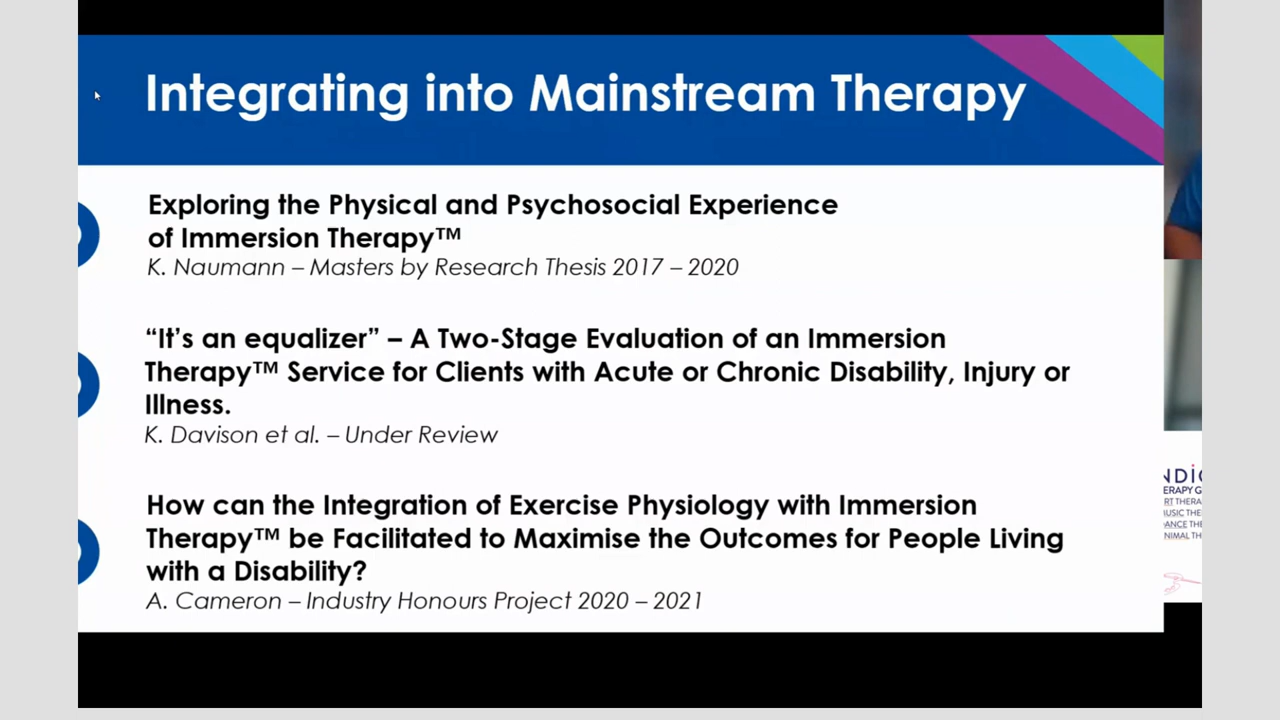 Integrating into Mainstream Therapy
Exploring the Physical and Psychosocial Experience
of Immersion Therapy™
K. Naumann – Masters by Research Thesis 2017 – 2020
“It’s an equalizer” – A Two-Stage Evaluation of an Immersion
Therapy™ Service for Clients with Acute or Chronic Disability, Injury or
Illness.
K. Davison et al. – Under Review
How can the Integration of Exercise Physiology with Immersion
Therapy™ be Facilitated to Maximise the Outcomes for People Living
with a Disability?
A. Cameron – Industry Honours Project 2020 – 2021